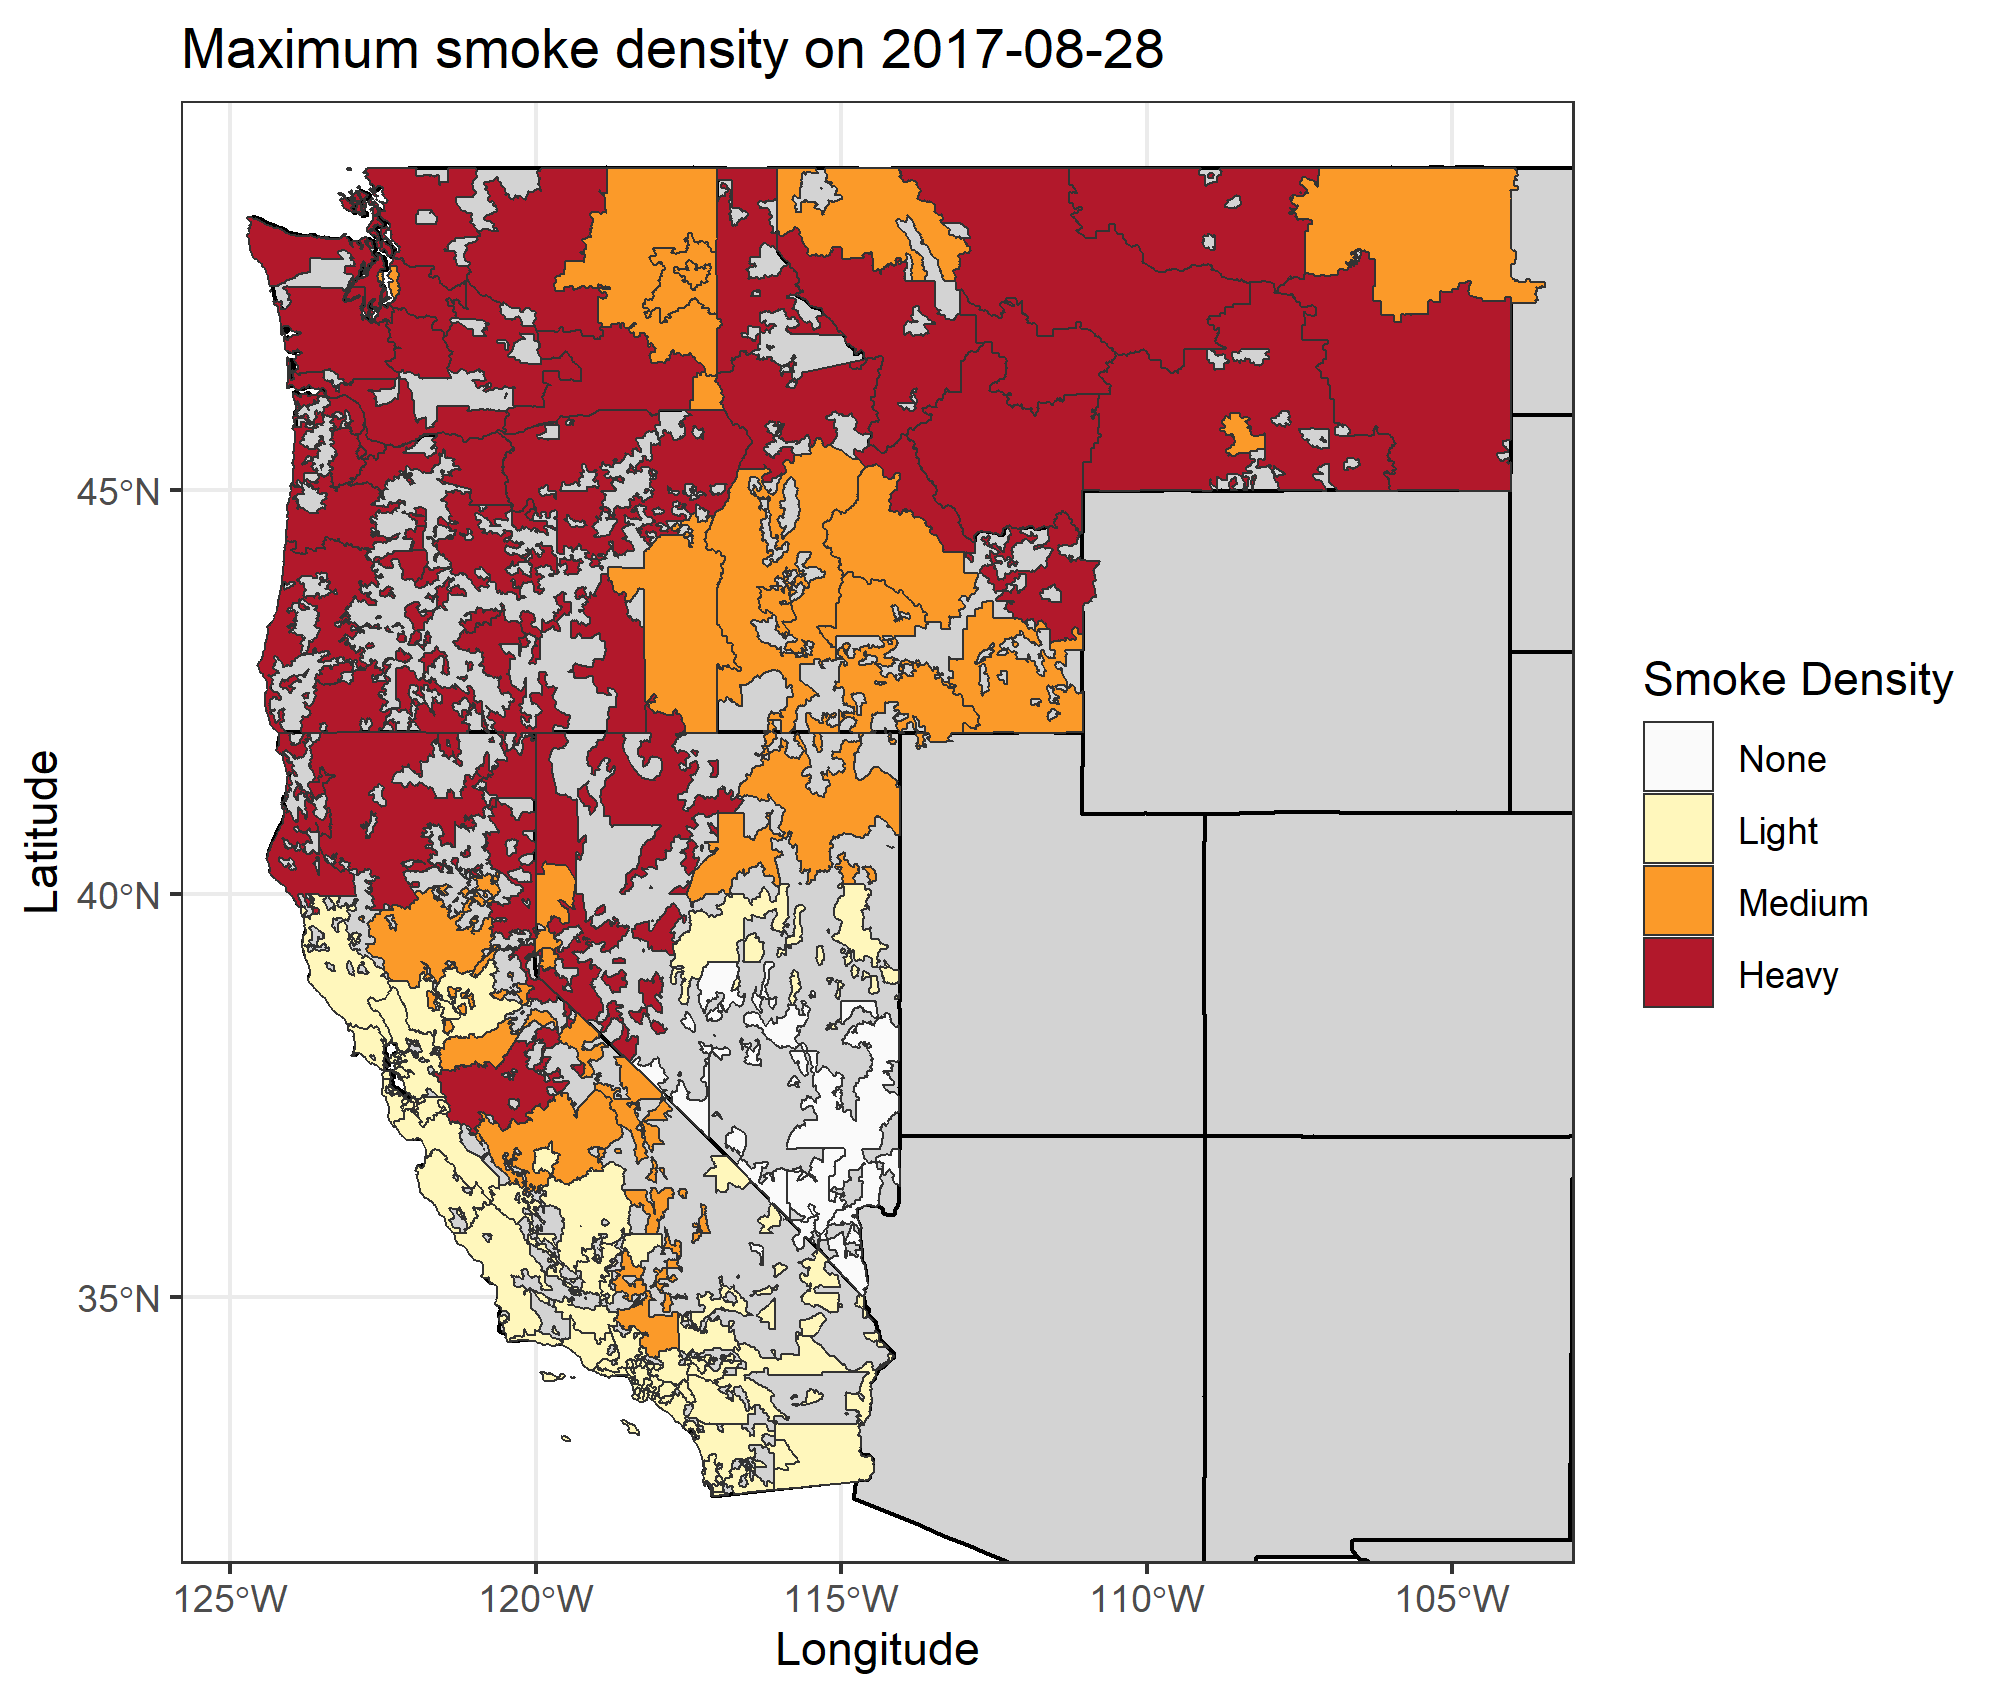 Maximum smoke density on 2017-08-28
45°N
40°N
35°N
Latitude
125°W 120°W 115°W 110°W 105°W
Longitude
Smoke Density
None
Light
Medium
Heavy